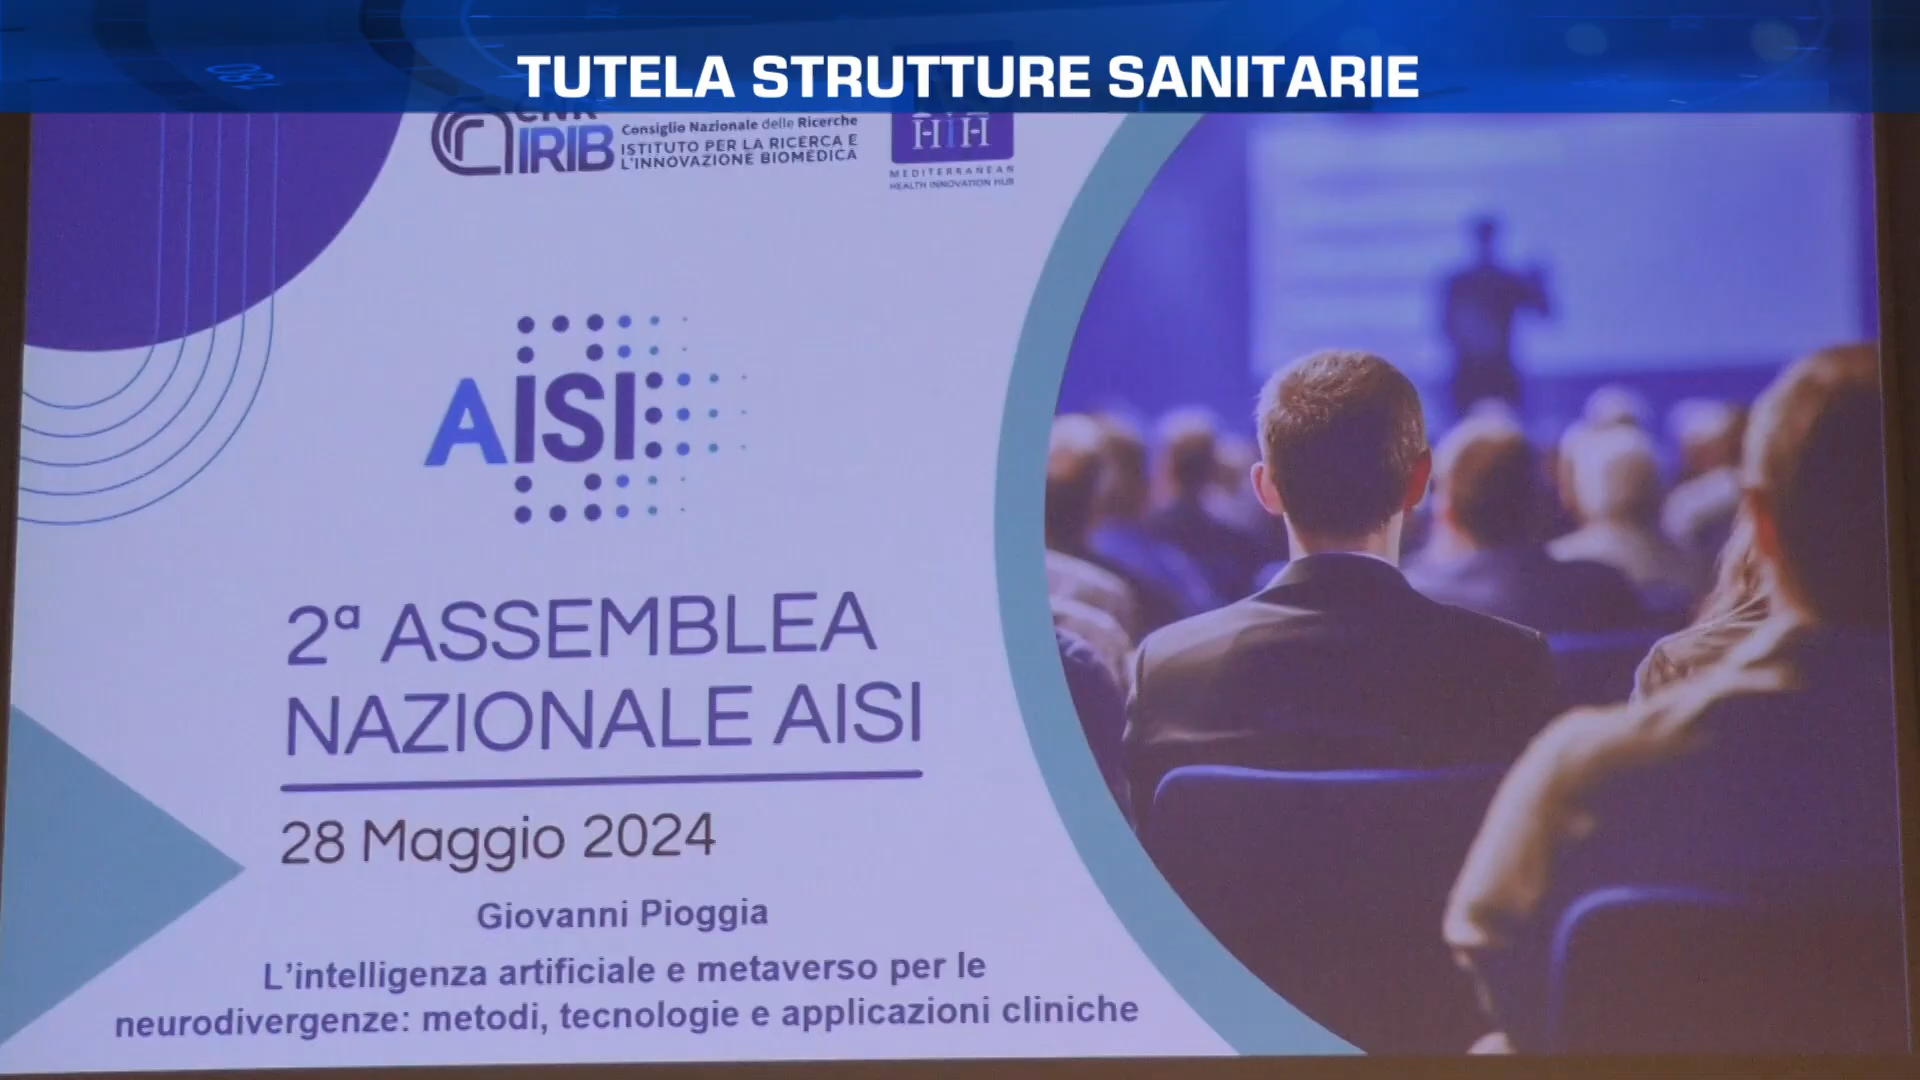 TUTELA STRUTTURE SANITARIE
CNR
IRIB
Consiglio Nazionale delle Ricerche
ISTITUTO PER LA RICERCA E
L'INNOVAZIONE BIOMEDICA
HIH
MEDITERRANEAN
HEALTH INNOVATION HUB
AISI
2ª ASSEMBLEA
NAZIONALE AISI
28 Maggio 2024
Giovanni Pioggia
L'intelligenza artificiale e metaverso per le
neurodivergenze: metodi, tecnologie e applicazioni cliniche